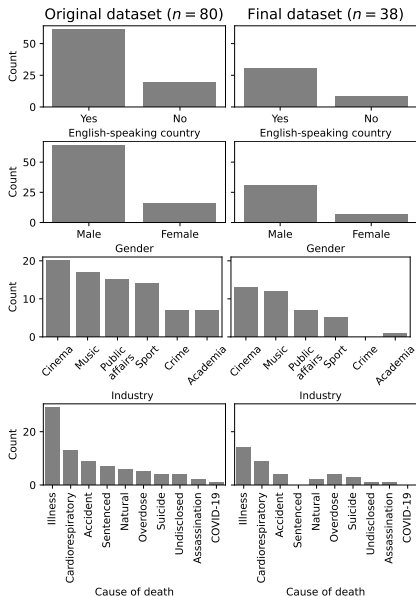 Original dataset (n = 80) Final dataset (n = 38)
50
25
0
Count
Yes No Yes No
English-speaking country English-speaking country
50
25
0
Count
Male Female Male Female
Gender Gender
20
10
0
Count
Cinema Music Public affairs Sport Crime Academia Cinema Music Public affairs Sport Crime Academia
Industry Industry
20
0
Count
Illness Cardiorespiratory Accident Sentenced Natural Overdose Suicide Undisclosed Assassination COVID-19 Illness Cardiorespiratory Accident Sentenced Natural Overdose Suicide Undisclosed Assassination COVID-19
Cause of death Cause of death